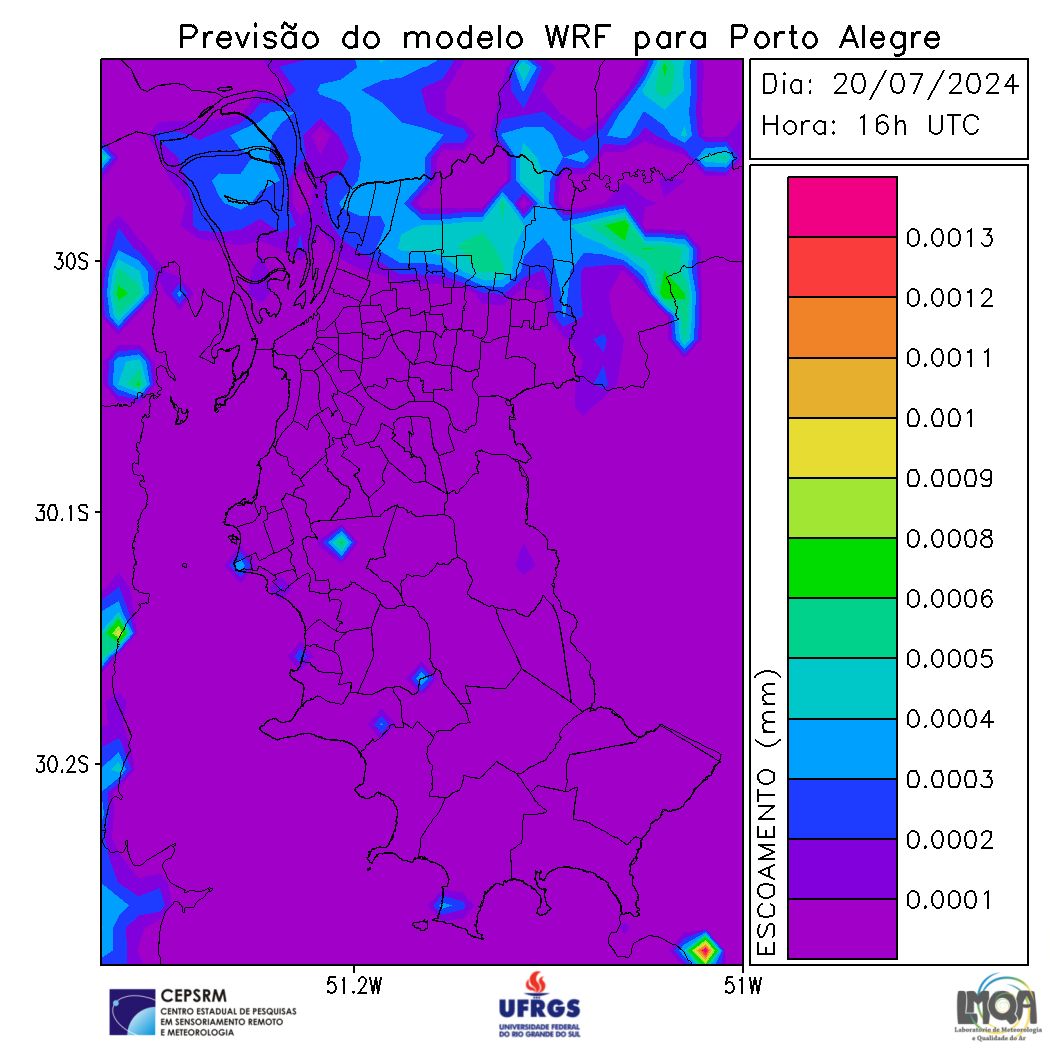 Previsão do modelo WRF para Porto Alegre
Dia: 20/07/2024
Hora: 16h UTC
30S
30.1S
30.2S
51.2W
51W
ESCOAMENTO (mm)
0.0013
0.0012
0.0011
0.001
0.0009
0.0008
0.0006
0.0005
0.0004
0.0003
0.0002
0.0001
CEPSRM
CENTRO ESTADUAL DE PESQUISAS
EM SENSORIAMENTO REMOTO
E METEOROLOGIA
UFRGS
UNIVERSIDADE FEDERAL
DO RIO GRANDE DO SUL
LMQA
Laboratório de Meteorologia
e Qualidade do Ar